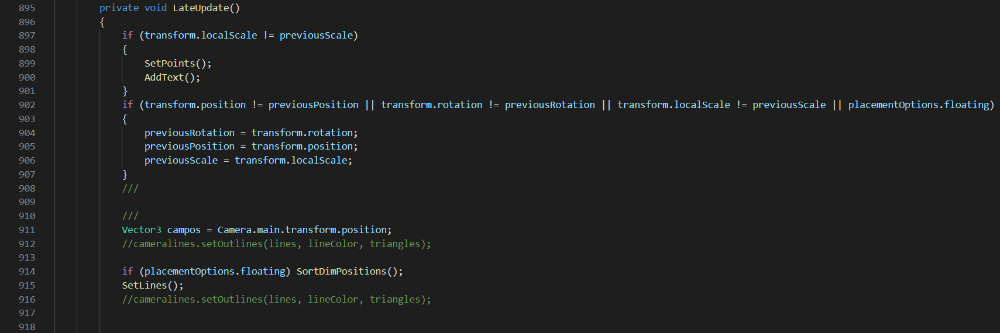 895 private void LateUpdate()
896 {
897 if (transform.localScale != previousScale)
898 {
899 SetPoints();
900 AddText();
901 }
902 if (transform.position != previousPosition || transform.rotation != previousRotation || transform.localScale != previousScale || placementOptions.floating)
903 {
904 previousRotation = transform.rotation;
905 previousPosition = transform.position;
906 previousScale = transform.localScale;
907 }
908 ///
909
910 ///
911 Vector3 campos = Camera.main.transform.position;
912 //cameralines.setOutlines(lines, lineColor, triangles);
913
914 if (placementOptions.floating) SortDimPositions();
915 SetLines();
916 //cameralines.setOutlines(lines, lineColor, triangles);
917
918